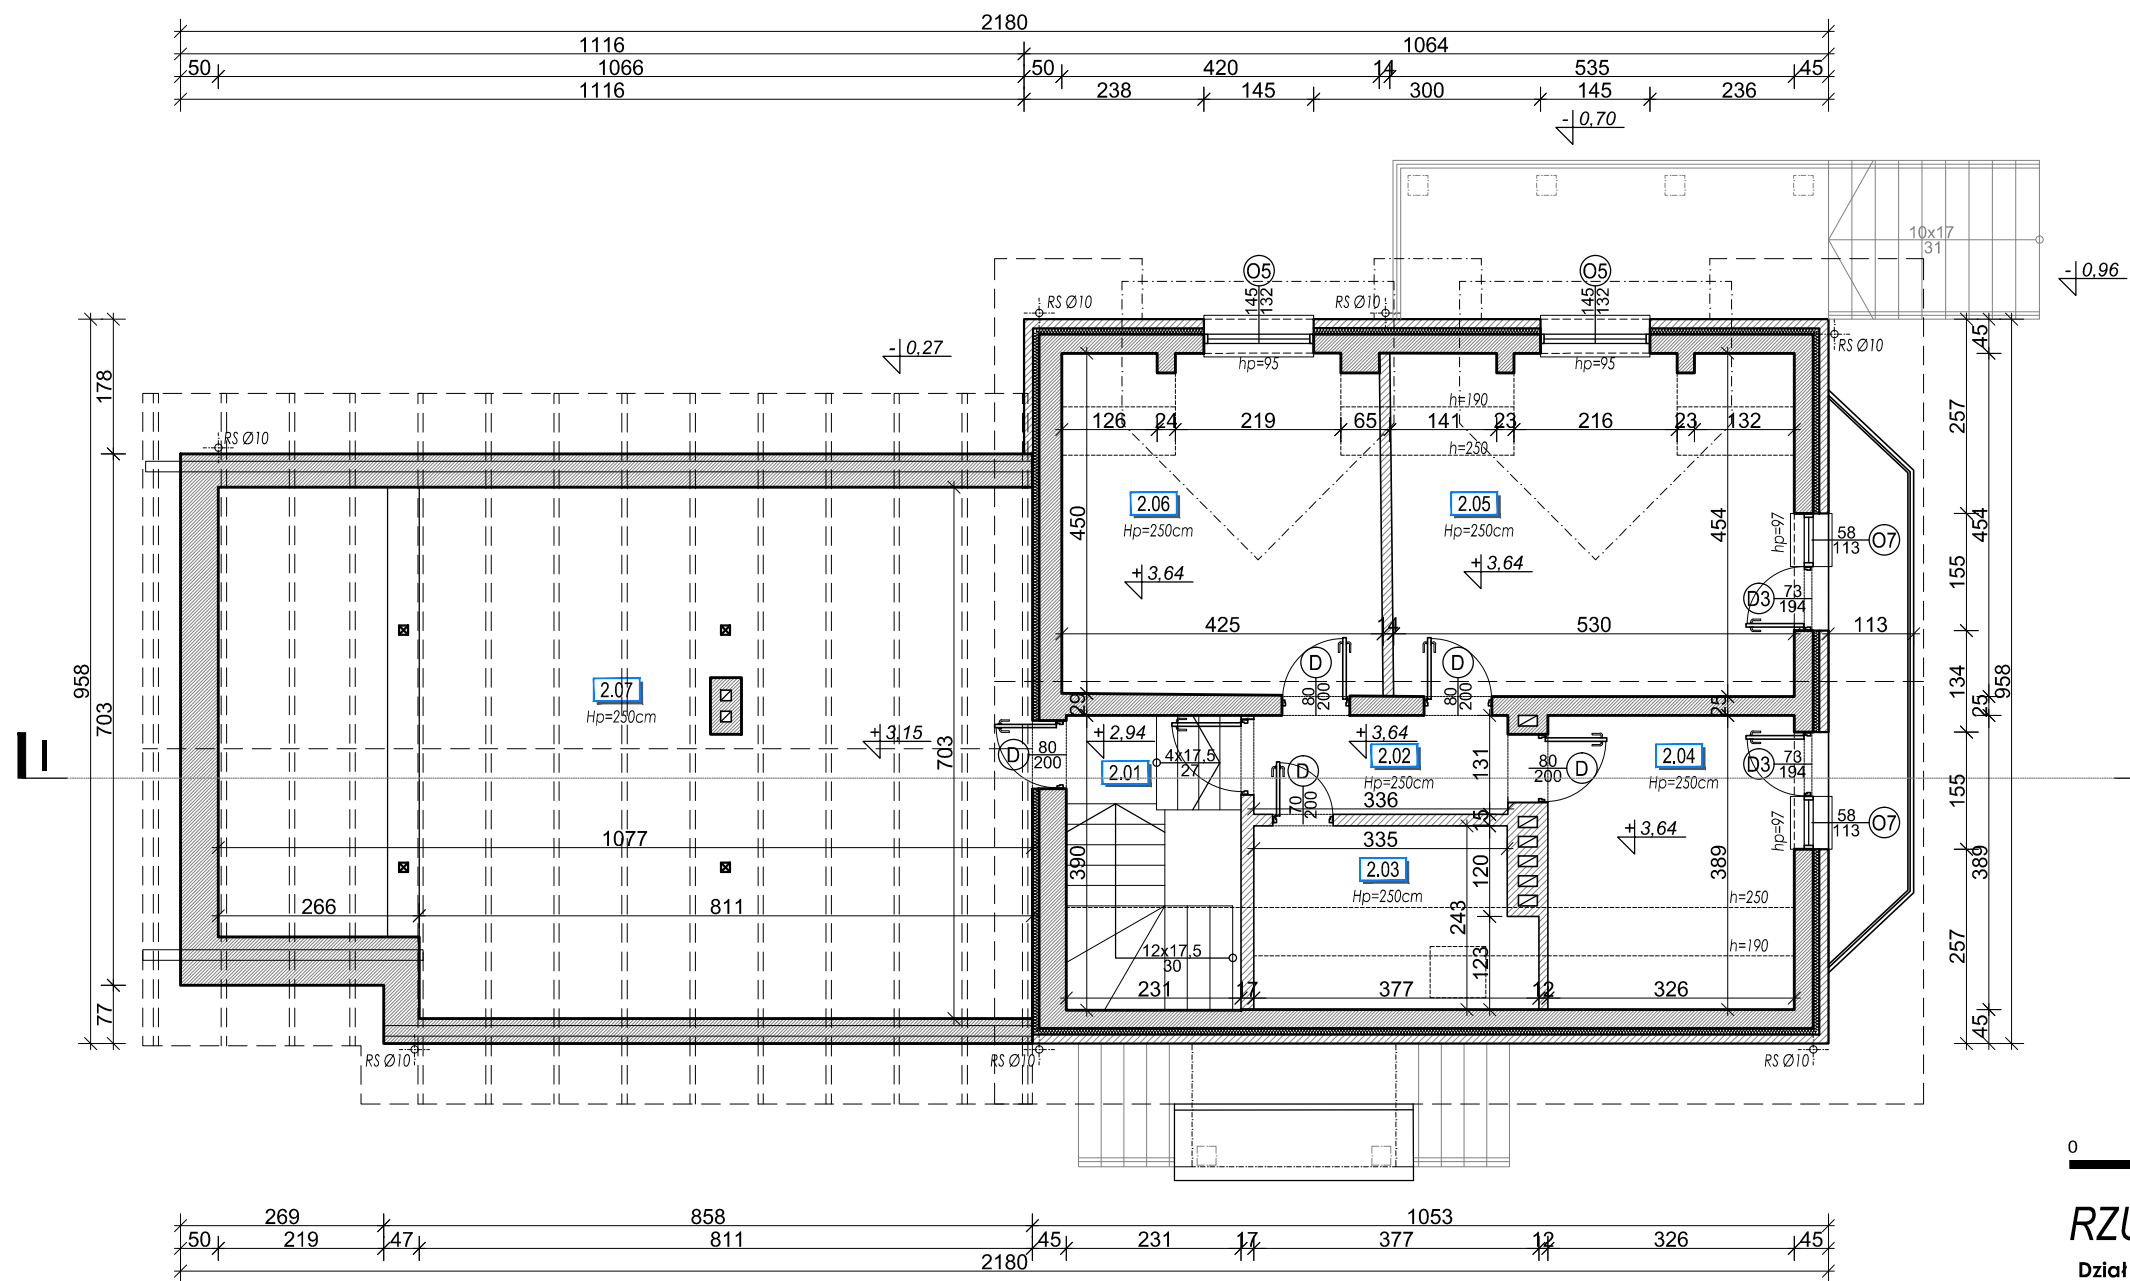 2180
1116 1064
50 1066 50 420 14 535 45
1116 238 145 300 145 236
- 0,70
10x17
31
- 0,96
O5 O5
145
132
145
132
RS Ø10 RS Ø10
RS Ø10
- 0,27
hp=95 hp=95
45
178
RS Ø10
h=190
126 24 219 65 141 23 216 23 132
h=250
257
2.06 2.05
Hp=250cm Hp=250cm
450 454
hp=97
58
113
O7
454
+ 3,64 + 3,64
155
D3
73
194
425 14 530 113
958
703
2.07
Hp=250cm
D D
80
200
80
200
134
958
29 25 25
+ 3,15
703
D
80
200
+ 2,94
2.01
4x17,5
27
+ 3,64
2.02
Hp=250cm
131
80
200
D
2.04
Hp=250cm
D3
73
194
D
70
200
336
15
155
hp=97
58
113
O7
+ 3,64
1077
390
335
2.03
Hp=250cm
120
243
389
389
266 811
h=250
h=190
12x17,5
30
123
257
231 17 377 12 326
77
45
RS Ø10 RS Ø10 RS Ø10
0
269 858 1053
50 219 47 811 45 231 17 377 12 326 45
2180
RZU
Dział